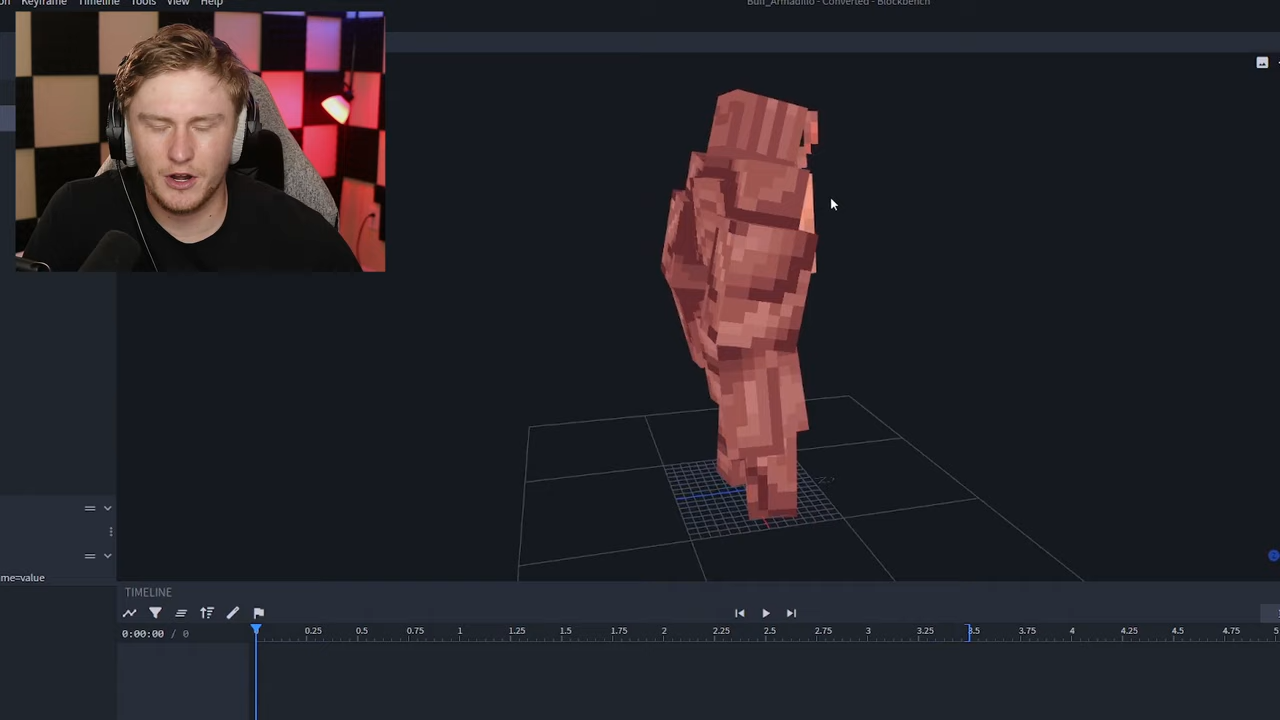 Keyframe Timeline Tools View Help
Buff_Armadillo - Converted - Blockbench
me=value
TIMELINE
0:00:00 / 0
0.25 0.5 0.75 1 1.25 1.5 1.75 2 2.25 2.5 2.75 3 3.25 3.5 3.75 4 4.25 4.5 4.75 5